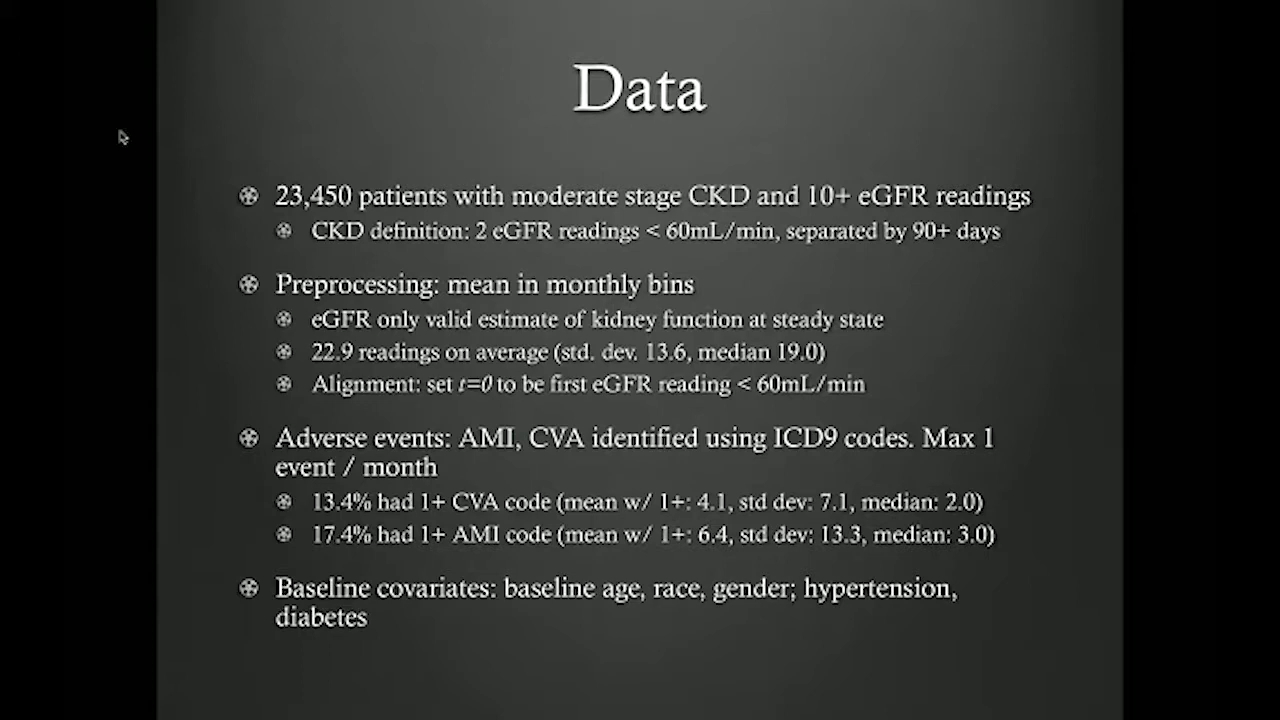 Data
23,450 patients with moderate stage CKD and 10+ eGFR readings
CKD definition: 2 eGFR readings < 60mL/min, separated by 90+ days
Preprocessing: mean in monthly bins
eGFR only valid estimate of kidney function at steady state
22.9 readings on average (std. dev. 13.6, median 19.0)
Alignment: set t=0 to be first eGFR reading < 60mL/min
Adverse events: AMI, CVA identified using ICD9 codes. Max 1
event / month
13.4% had 1+ CVA code (mean w/ 1+: 4.1, std dev: 7.1, median: 2.0)
17.4% had 1+ AMI code (mean w/ 1+: 6.4, std dev: 13.3, median: 3.0)
Baseline covariates: baseline age, race, gender; hypertension,
diabetes